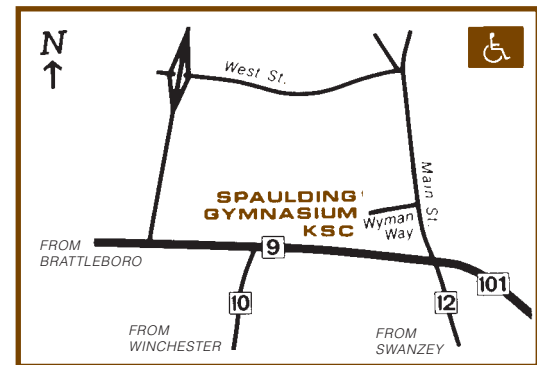 N
West St.
Main St.
SPAULDING
GYMNASIUM
KSC
Wyman
Way
FROM
BRATTLEBORO
9
101
10
12
FROM
WINCHESTER
FROM
SWANZEY